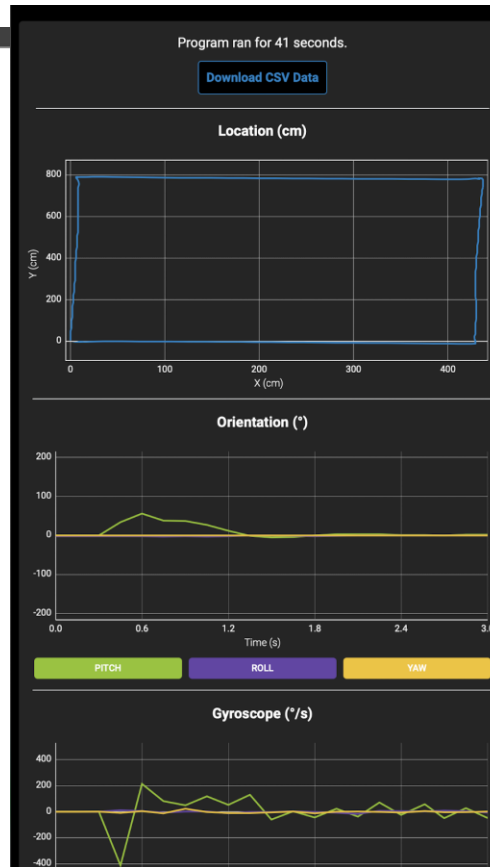 Program ran for 41 seconds.
Download CSV Data
Location (cm)
800
600
400
200
0
Y (cm)
0 100 200 300 400
X (cm)
Orientation (°)
200
100
0
-100
-200
0.0 0.6 1.2 1.8 2.4
Time (s)
PITCH ROLL YAW
Gyroscope (°/s)
400
200
0
-200
-400